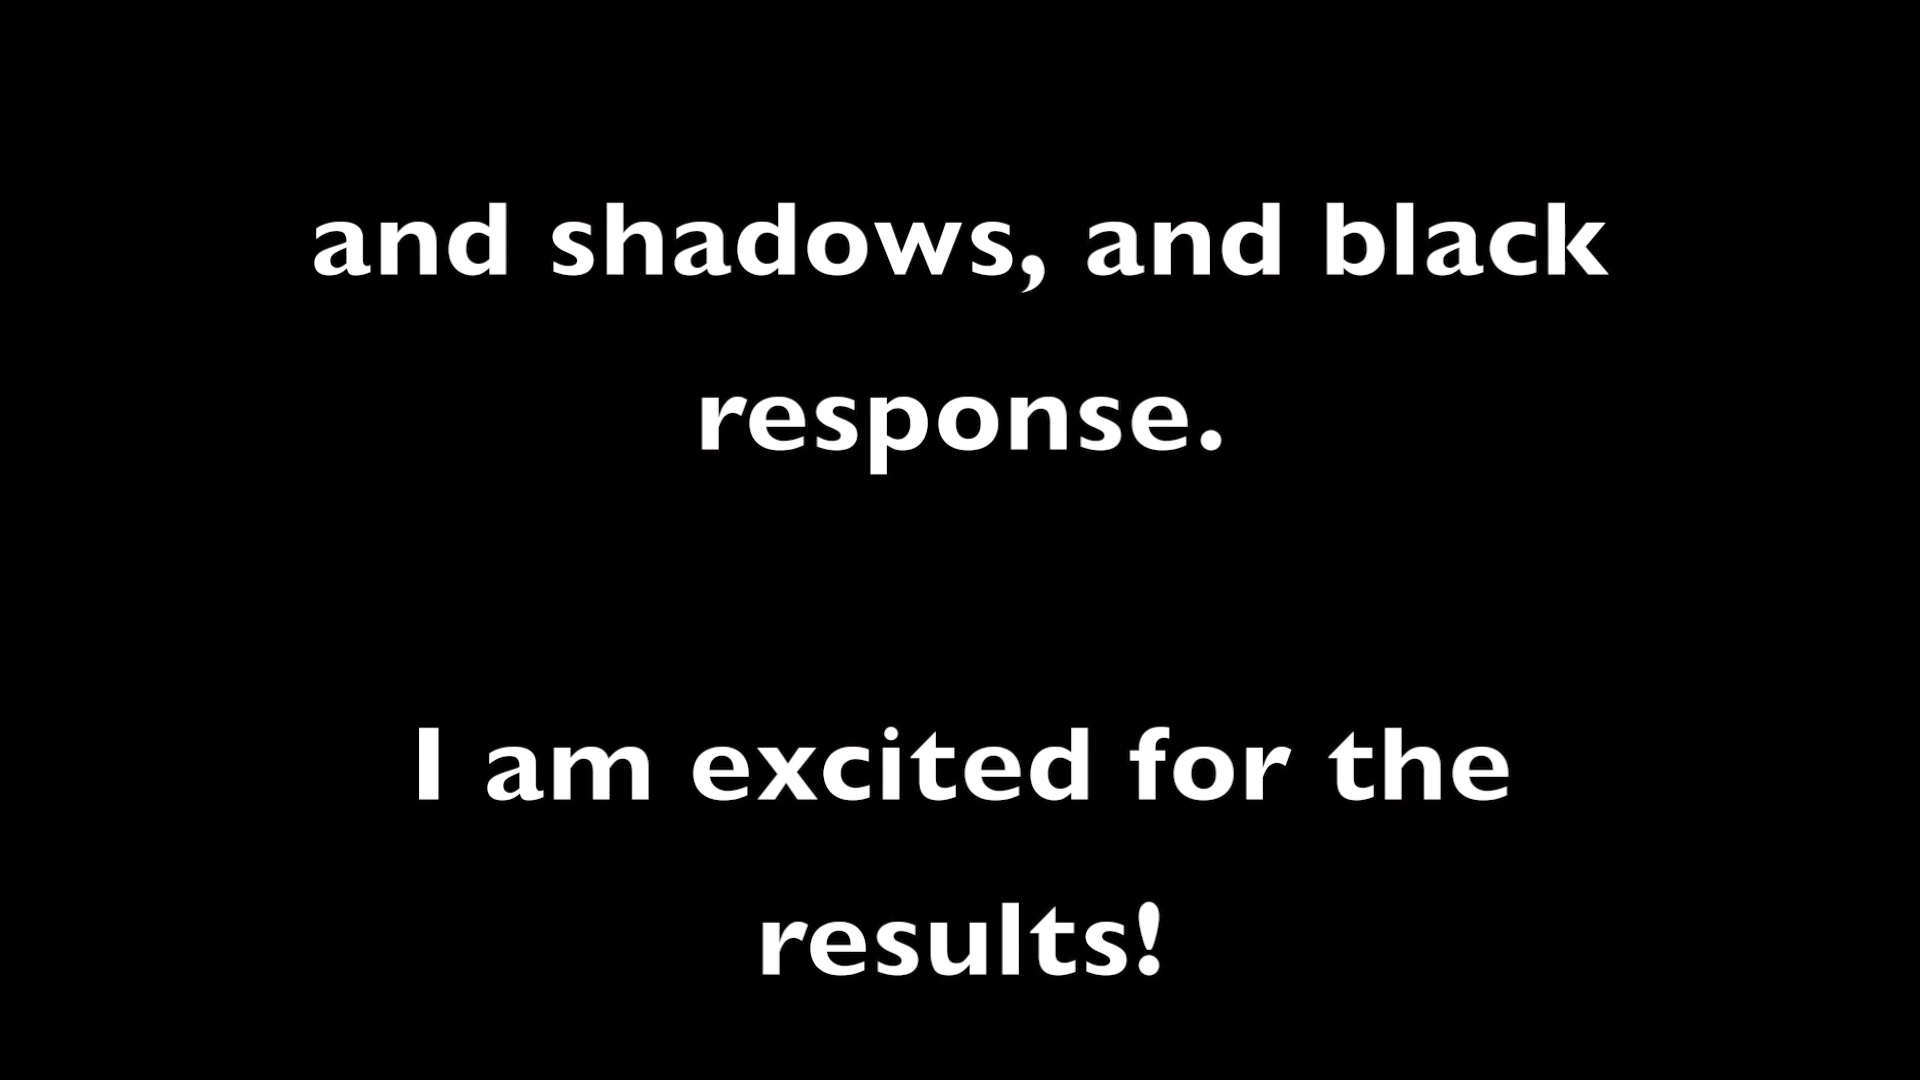 and shadows, and black
response.
I am excited for the
results!